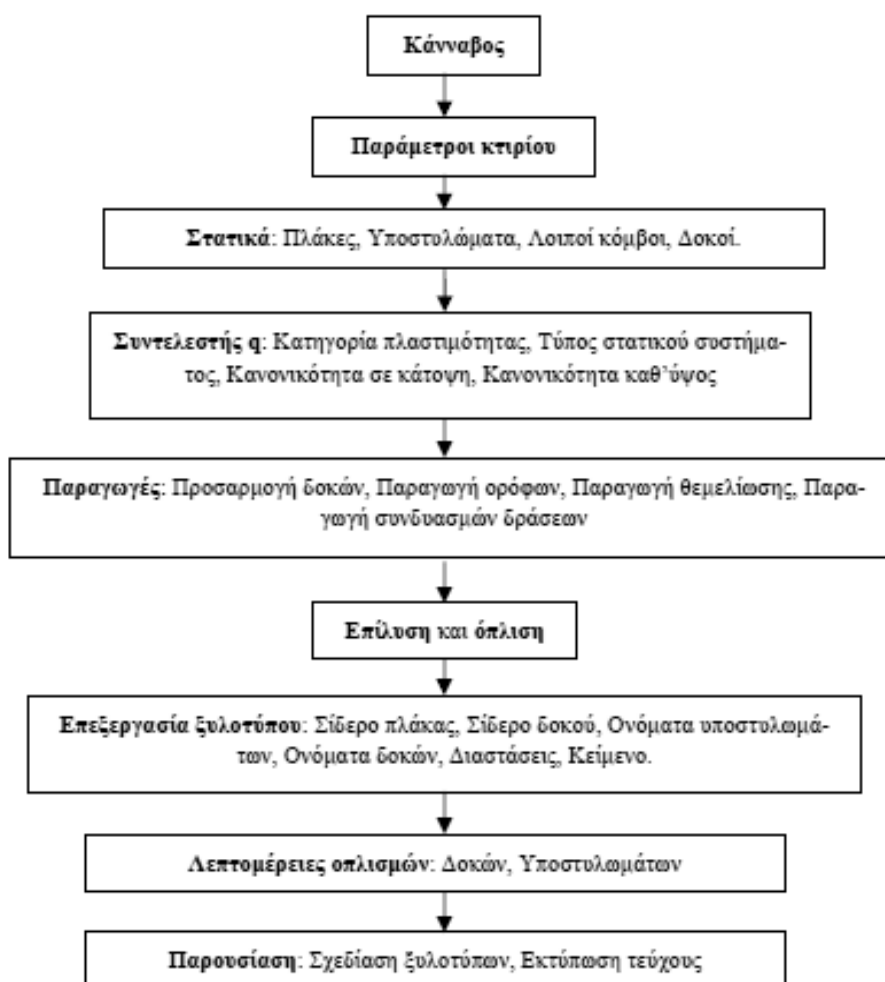 Κάνναβος
Παράμετροι κτιρίου
Στατικά: Πλάκες, Υποστυλώματα, Λοιποί κόμβοι, Δοκοί.
Συντελεστής q: Κατηγορία πλαστιμότητας, Τύπος στατικού συστήμα-
τος, Κανονικότητα σε κάτοψη, Κανονικότητα καθ’ύψος
Παραγωγές: Προσαρμογή δοκών, Παραγωγή ορόφων, Παραγωγή θεμελίωσης, Παρα-
γωγή συνδυασμών δράσεων
Επίλυση και όπλιση
Επεξεργασία ξυλοτύπου: Σίδερο πλάκας, Σίδερο δοκού, Ονόματα υποστυλωμά-
των, Ονόματα δοκών, Διαστάσεις, Κείμενο.
Λεπτομέρειες οπλισμών: Δοκών, Υποστυλωμάτων
Παρουσίαση: Σχεδίαση ξυλοτύπων, Εκτύπωση τεύχους